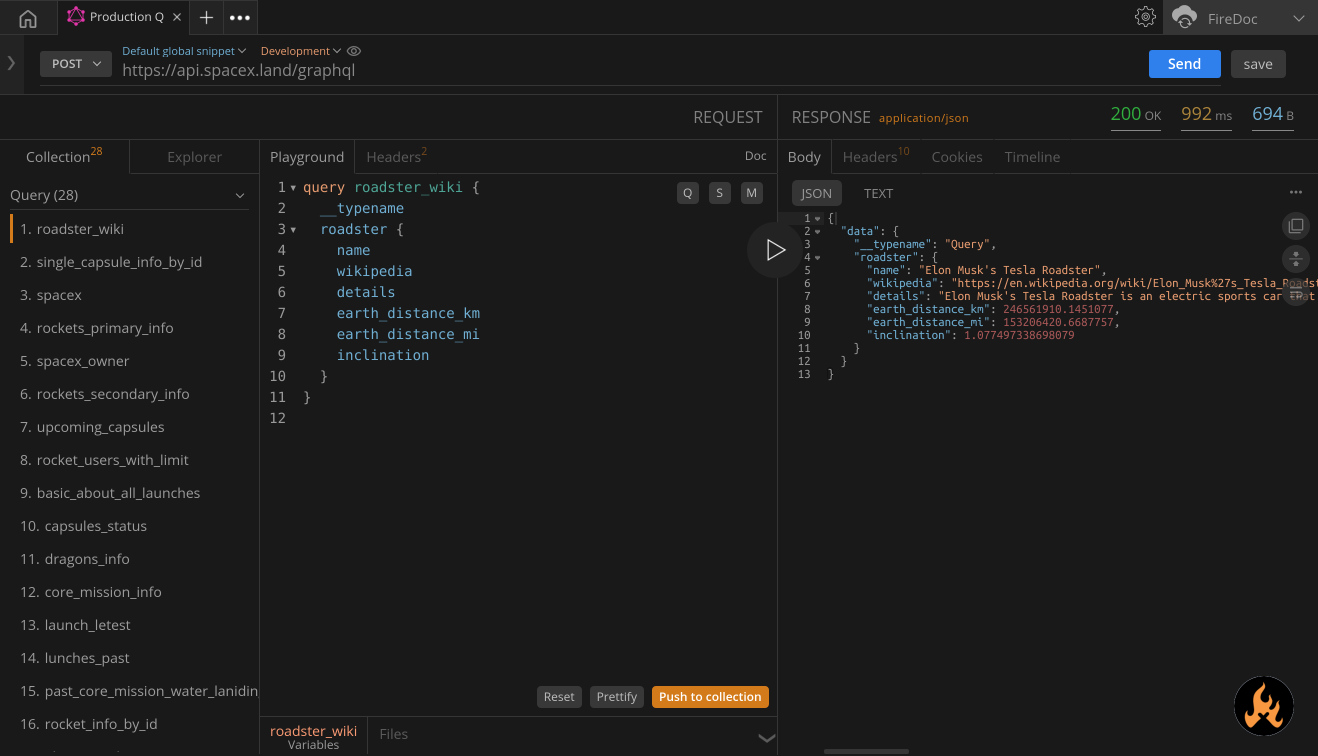 Production Q
FireDoc
POST
Default global snippet
Development
https://api.spacex.land/graphql
Send
save
REQUEST
RESPONSE application/json
200 OK
992 ms
694 B
Collection 28
Explorer
Query (28)
1. roadster_wiki
2. single_capsule_info_by_id
3. spacex
4. rockets_primary_info
5. spacex_owner
6. rockets_secondary_info
7. upcoming_capsules
8. rocket_users_with_limit
9. basic_about_all_launches
10. capsules_status
11. dragons_info
12. core_mission_info
13. launch_letest
14. lunches_past
15. past_core_mission_water_lanidin
16. rocket_info_by_id
Playground
Headers 2
Doc
Q S M
1 query roadster_wiki {
2 __typename
3 roadster {
4 name
5 wikipedia
6 details
7 earth_distance_km
8 earth_distance_mi
9 inclination
10 }
11 }
12
Reset
Prettify
Push to collection
roadster_wiki
Variables
Files
Body
Headers 10
Cookies
Timeline
JSON
TEXT
1 {
2 "data": {
3 "__typename": "Query",
4 "roadster": {
5 "name": "Elon Musk's Tesla Roadster",
6 "wikipedia": "https://en.wikipedia.org/wiki/Elon_Musk%27s_Tesla_Roadst
7 "details": "Elon Musk's Tesla Roadster is an electric sports car that
8 "earth_distance_km": 246561910.1451077,
9 "earth_distance_mi": 153206420.6687757,
10 "inclination": 1.077497338698079
11 }
12 }
13 }